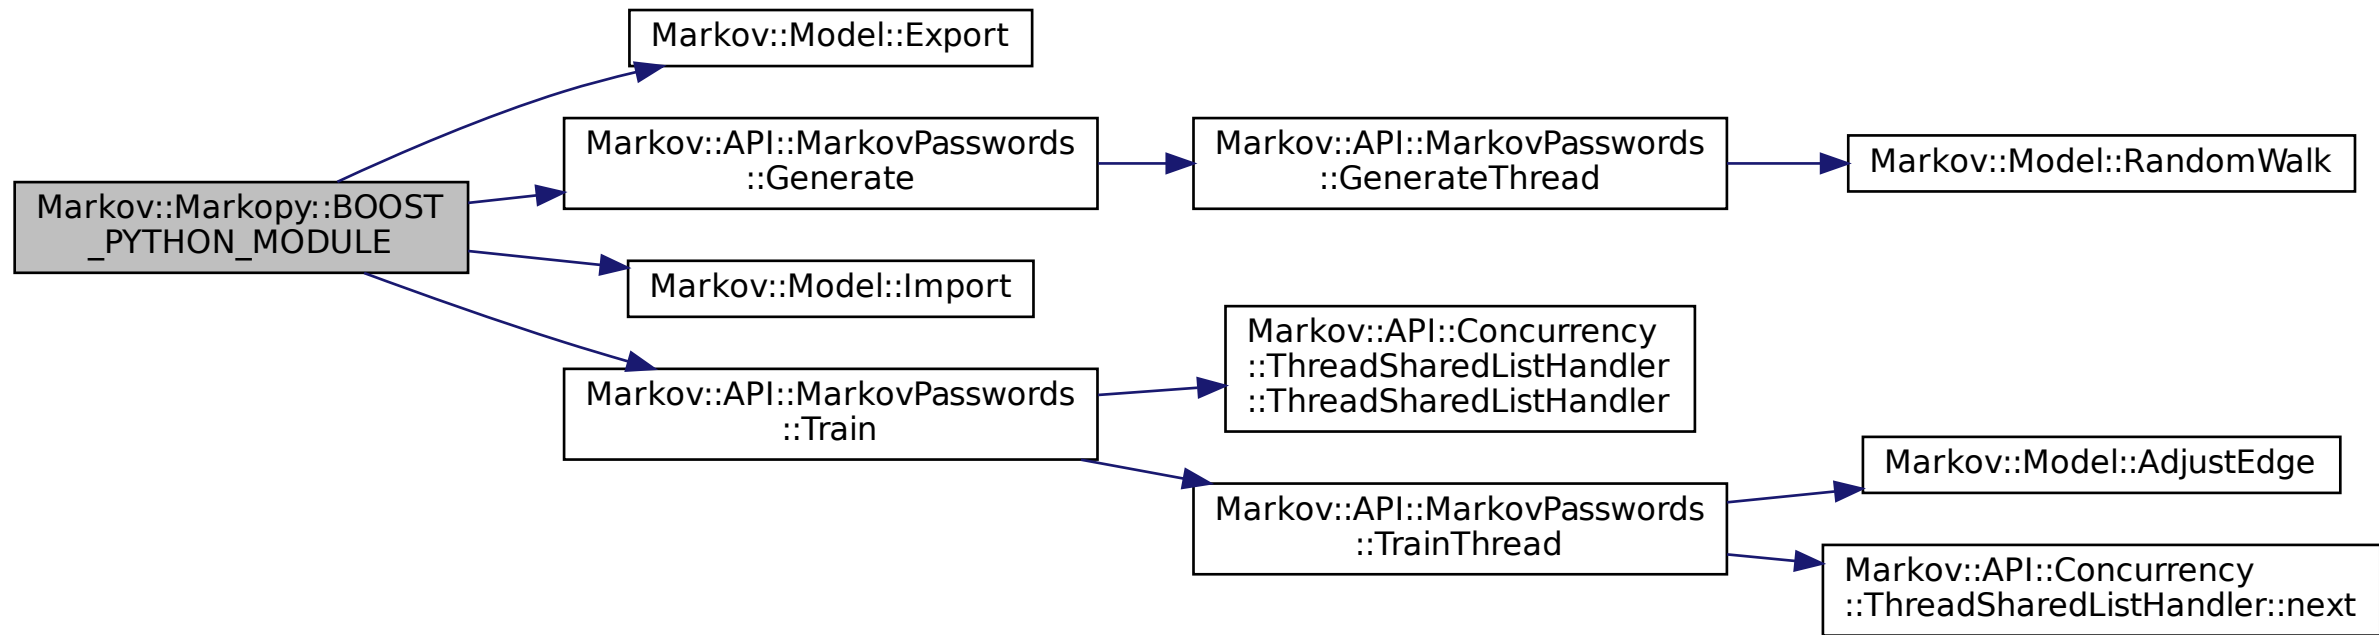 Markov::Markopy::BOOST
_PYTHON_MODULE
Markov::Model::Export
Markov::API::MarkovPasswords
::Generate
Markov::API::MarkovPasswords
::GenerateThread
Markov::Model::RandomWalk
Markov::Model::Import
Markov::API::MarkovPasswords
::Train
Markov::API::Concurrency
::ThreadSharedListHandler
::ThreadSharedListHandler
Markov::API::MarkovPasswords
::TrainThread
Markov::Model::AdjustEdge
Markov::API::Concurrency
::ThreadSharedListHandler::next